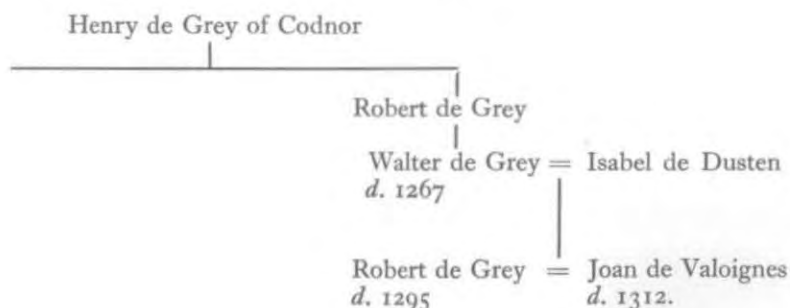 Henry de Grey of Codnor
Robert de Grey
Walter de Grey = Isabel de Dusten
d. 1267
Robert de Grey = Joan de Valoignes
d. 1295 d. 1312.